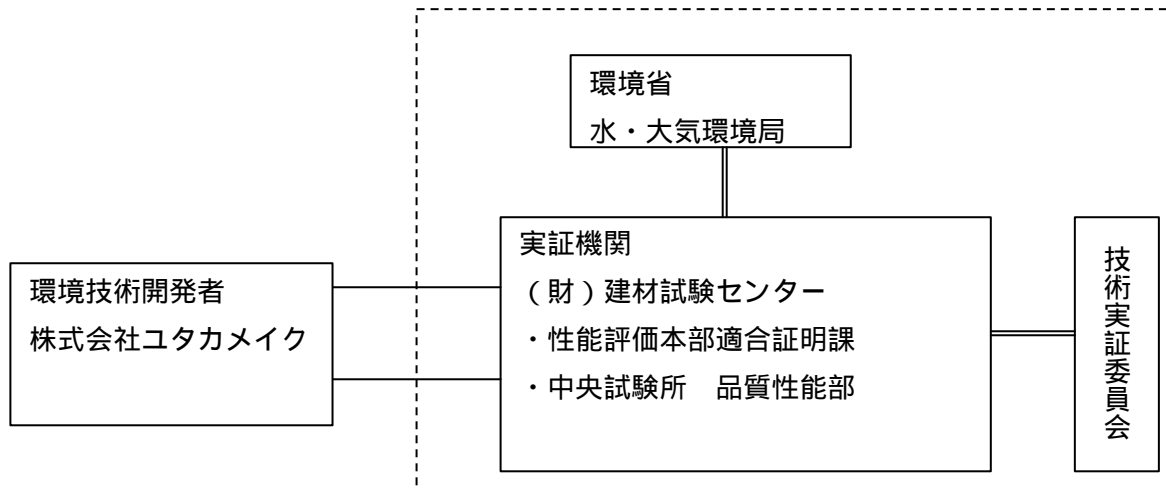 環境省
水・大気環境局
実証機関
（財）建材試験センター
・性能評価本部適合証明課
・中央試験所　品質性能部
環境技術開発者
株式会社ユタカメイク
技術実証委員会